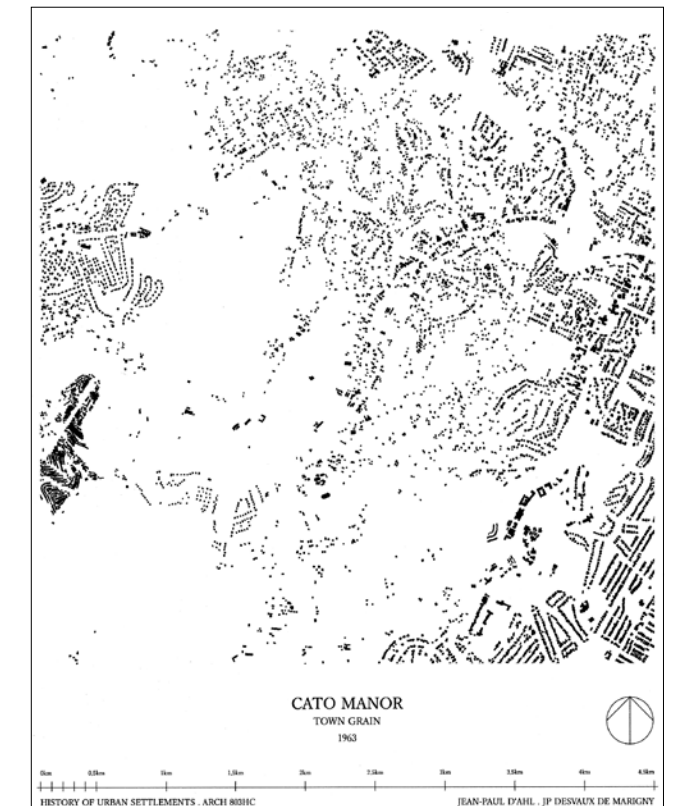 CATO MANOR
TOWN GRAIN
1963
0km 0,5km 1km 1,5km 2km 2,5km 3km 3,5km 4km 4,5km
HISTORY OF URBAN SETTLEMENTS . ARCH 803HC JEAN-PAUL D'AHL . JP DESVAUX DE MARIGNY